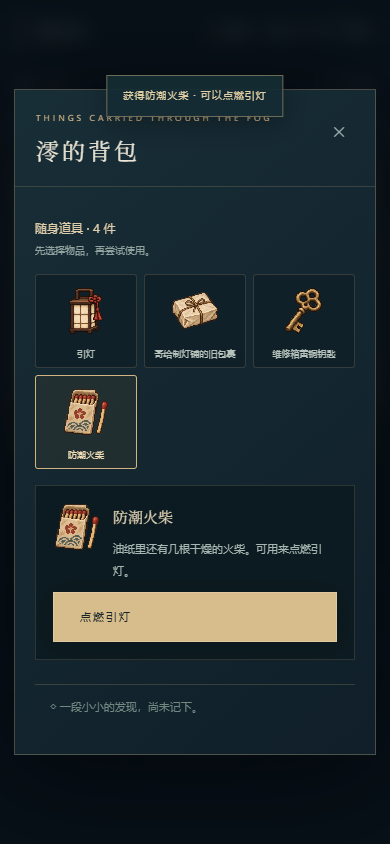 获得防潮火柴 · 可以点燃引灯
THINGS CARRIED THROUGH THE FOG
澪的背包
随身道具 · 4 件
先选择物品，再尝试使用。
引灯
寄给制灯铺的旧包裹
维修箱黄铜钥匙
防潮火柴
防潮火柴
油纸里还有几根干燥的火柴。可用来点燃引
灯。
点燃引灯
一段小小的发现，尚未记下。